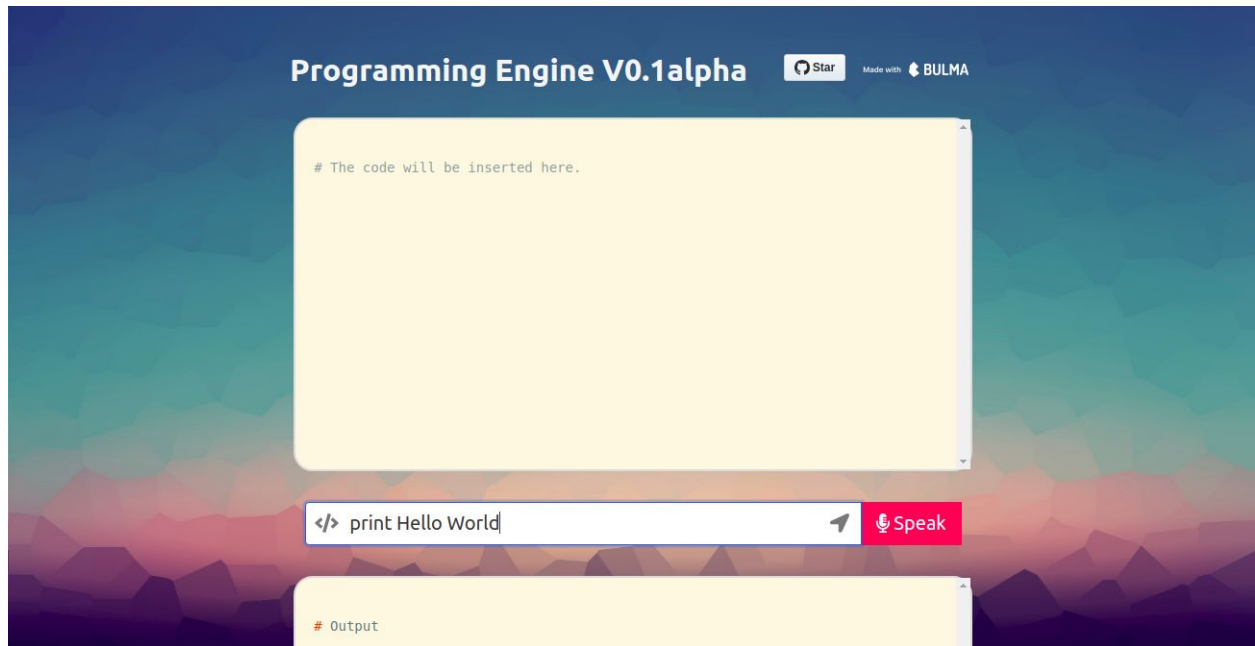 Programming Engine V0.1alpha
Star
Made with BULMA
# The code will be inserted here.
</> print Hello World
Speak
# Output